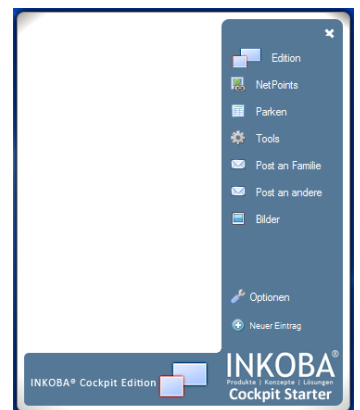 Edition
NetPoints
Parken
Tools
Post an Familie
Post an andere
Bilder
Optionen
Neuer Eintrag
INKOBA® Cockpit Edition
INKOBA®
Produkte | Konzepte | Lösungen
Cockpit Starter